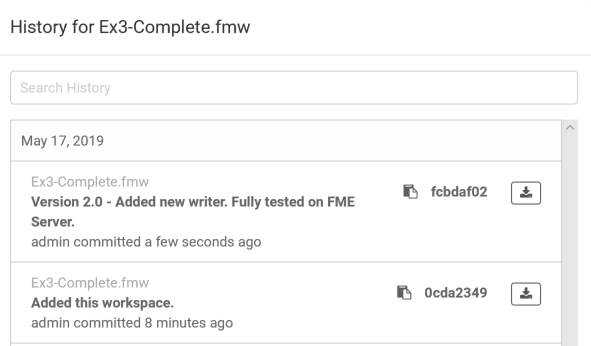 History for Ex3-Complete.fmw
Search History
May 17, 2019
Ex3-Complete.fmw
Version 2.0 - Added new writer. Fully tested on FME
Server.
fcbdaf02
admin committed a few seconds ago
Ex3-Complete.fmw
Added this workspace.
0cda2349
admin committed 8 minutes ago